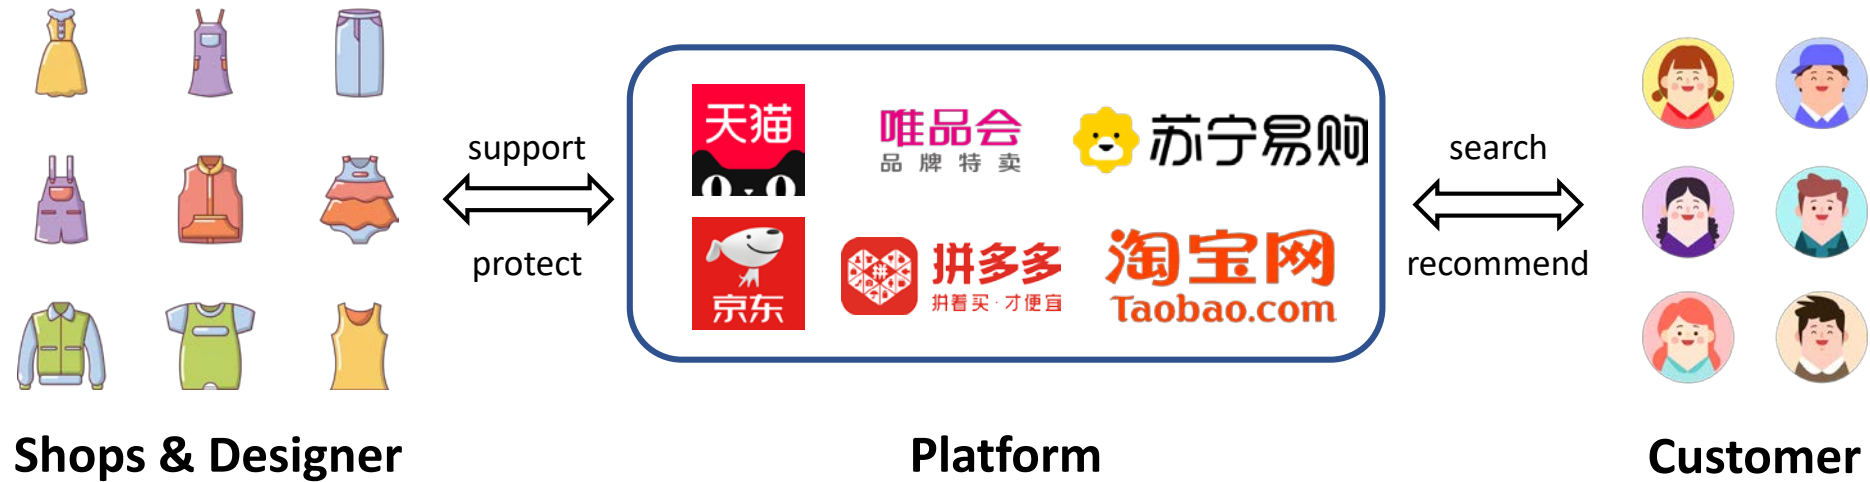 support
protect
天猫
唯品会
品牌特卖
苏宁易购
京东
拼
拼多多
拼着买·才便宜
淘宝网
Taobao.com
search
recommend
Shops & Designer
Platform
Customer